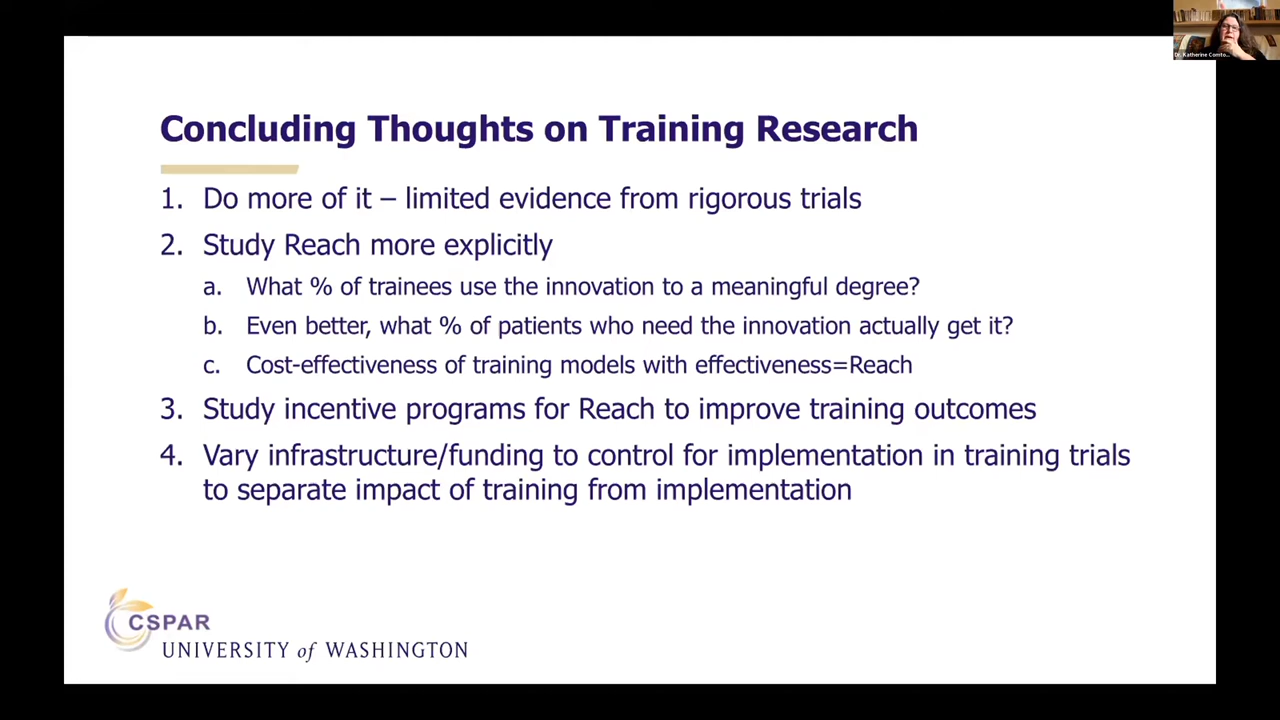 Dr. Katherine Comto...
Concluding Thoughts on Training Research
1. Do more of it – limited evidence from rigorous trials
2. Study Reach more explicitly
a. What % of trainees use the innovation to a meaningful degree?
b. Even better, what % of patients who need the innovation actually get it?
c. Cost-effectiveness of training models with effectiveness=Reach
3. Study incentive programs for Reach to improve training outcomes
4. Vary infrastructure/funding to control for implementation in training trials
to separate impact of training from implementation
CSPAR
UNIVERSITY of WASHINGTON